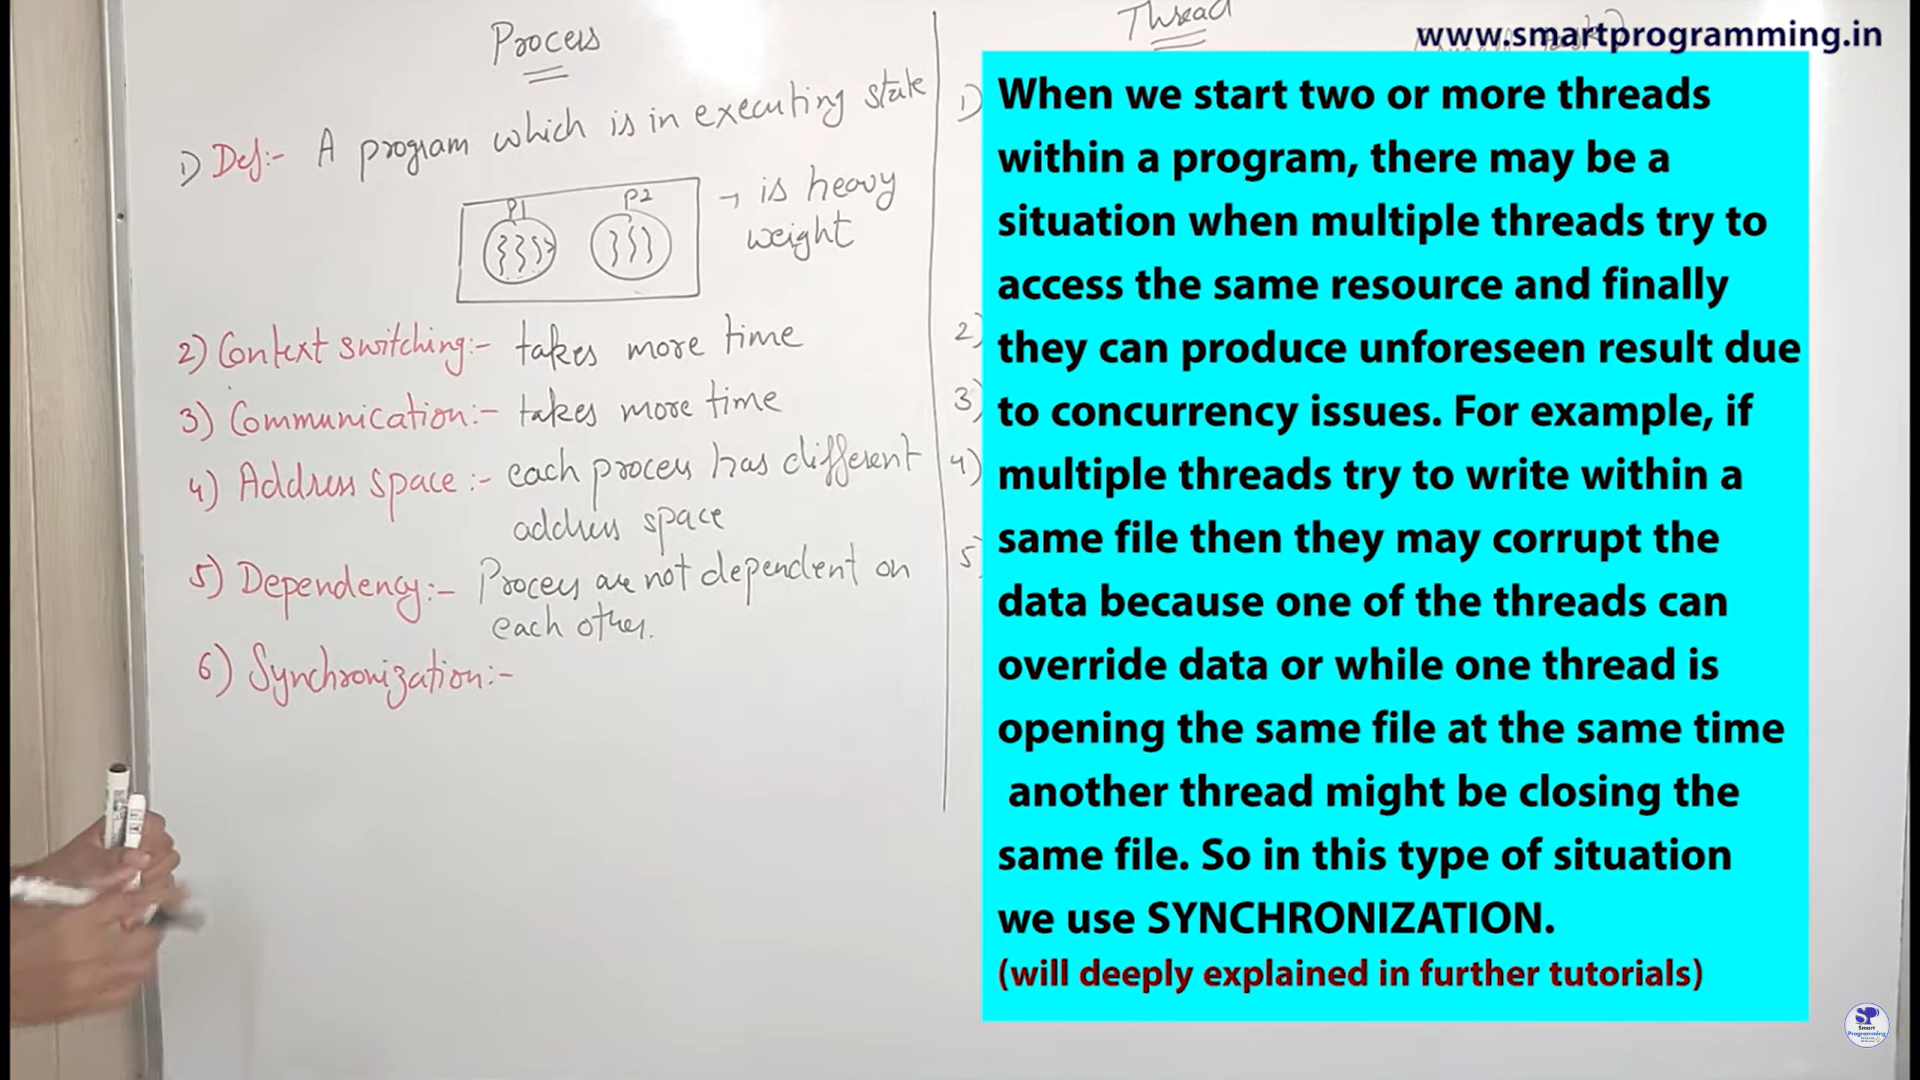 Process
Thread
www.smartprogramming.in
1) Def:- A program which is in executing state
P1
P2
→ is heavy
weight
2) Context switching:- takes more time
3) Communication:- takes more time
4) Address space:- each process has different
address space
5) Dependency:- Process are not dependent on
each other.
6) Synchronization:-
1)
2)
3)
4)
5)
When we start two or more threads
within a program, there may be a
situation when multiple threads try to
access the same resource and finally
they can produce unforeseen result due
to concurrency issues. For example, if
multiple threads try to write within a
same file then they may corrupt the
data because one of the threads can
override data or while one thread is
opening the same file at the same time
another thread might be closing the
same file. So in this type of situation
we use SYNCHRONIZATION.
(will deeply explained in further tutorials)
SP
Smart
Programming